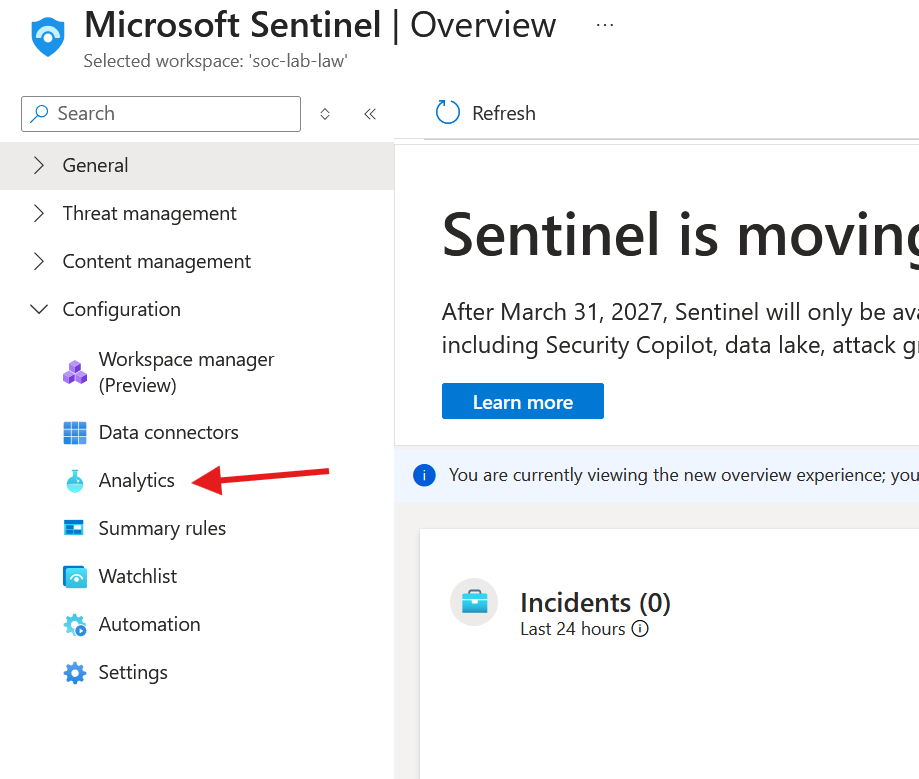 Microsoft Sentinel | Overview ...
Selected workspace: 'soc-lab-law'
Search
Refresh
General
Threat management
Content management
Configuration
Workspace manager
(Preview)
Data connectors
Analytics
Summary rules
Watchlist
Automation
Settings
Sentinel is moving
After March 31, 2027, Sentinel will only be
including Security Copilot, data lake, attack
Learn more
i
You are currently viewing the new overview experience;
Incidents (0)
Last 24 hours